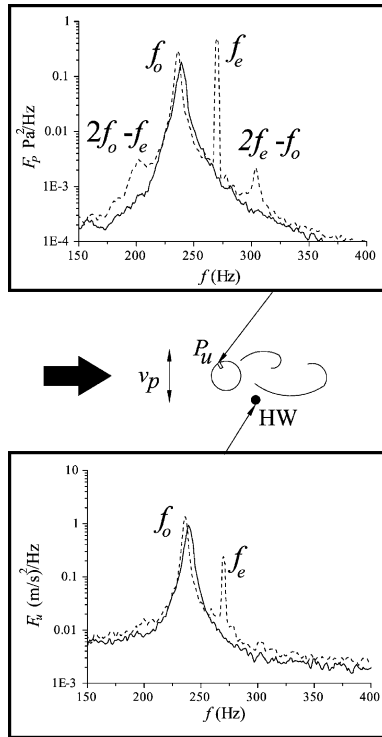 1
0.1
0.01
1E-3
1E-4
F_p Pa²/Hz
f_o
f_e
2f_o -f_e
2f_e -f_o
150 200 250 300 350 400
f (Hz)
P_u
v_p
HW
10
1
0.1
0.01
1E-3
F_u (m/s)²/Hz
f_o
f_e
150 200 250 300 350 400
f (Hz)